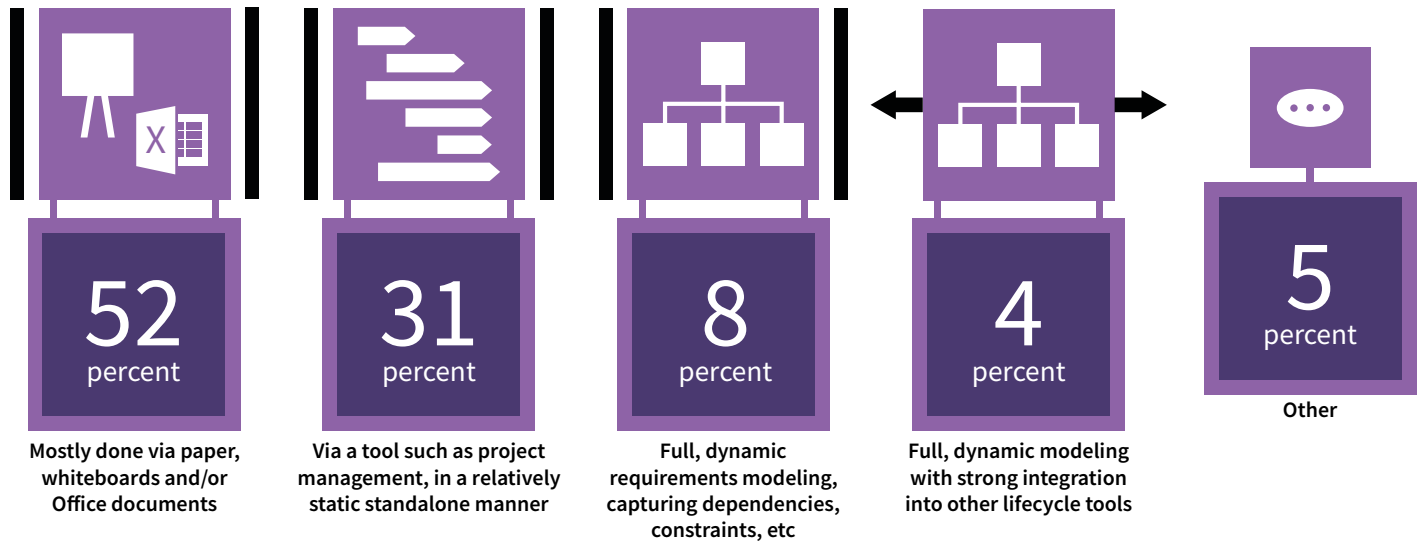 X
52
percent
Mostly done via paper,
whiteboards and/or
Office documents
31
percent
Via a tool such as project
management, in a relatively
static standalone manner
8
percent
Full, dynamic
requirements modeling,
capturing dependencies,
constraints, etc
4
percent
Full, dynamic modeling
with strong integration
into other lifecycle tools
5
percent
Other